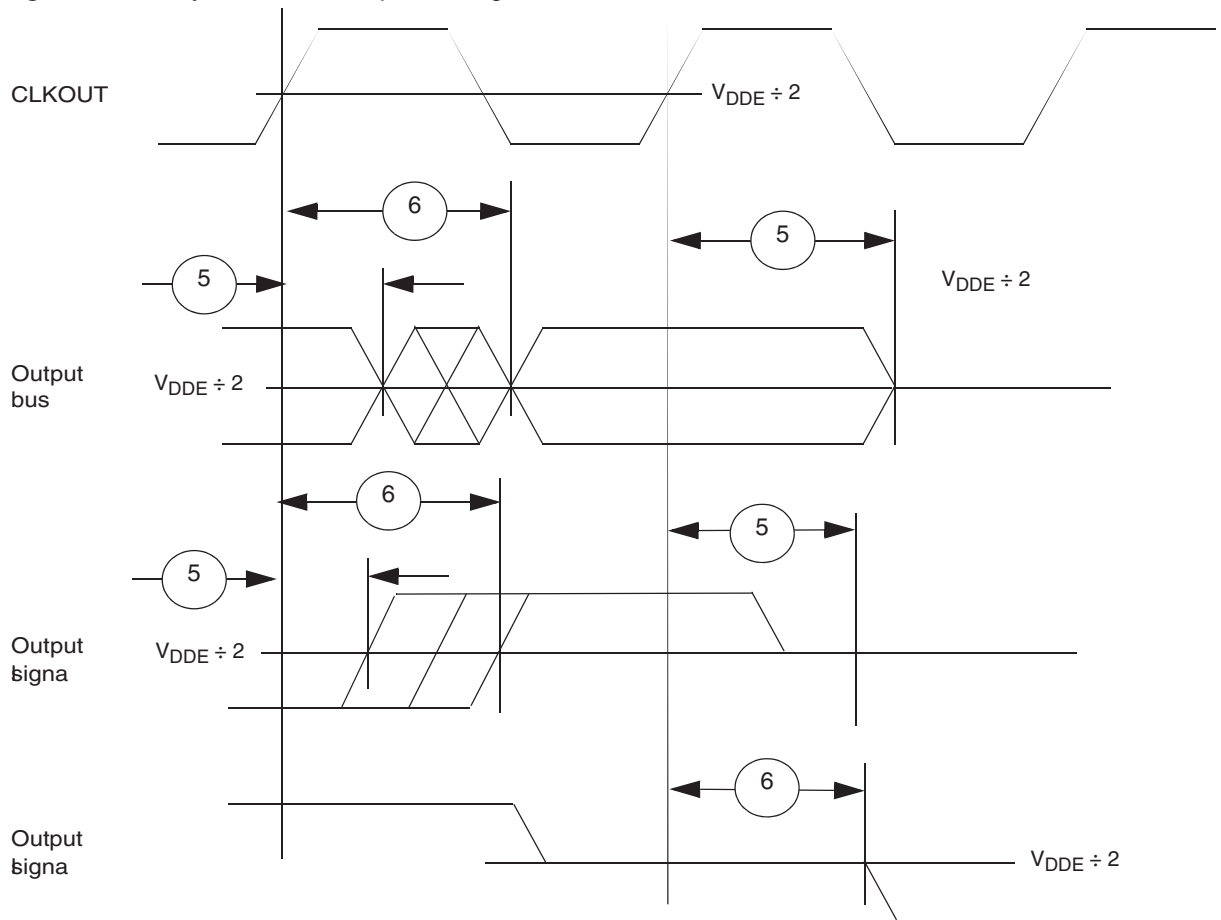 CLKOUT
VDDE ÷ 2
6
5
5
VDDE ÷ 2
Output
bus
VDDE ÷ 2
6
5
5
Output
signa
VDDE ÷ 2
6
Output
signa
VDDE ÷ 2